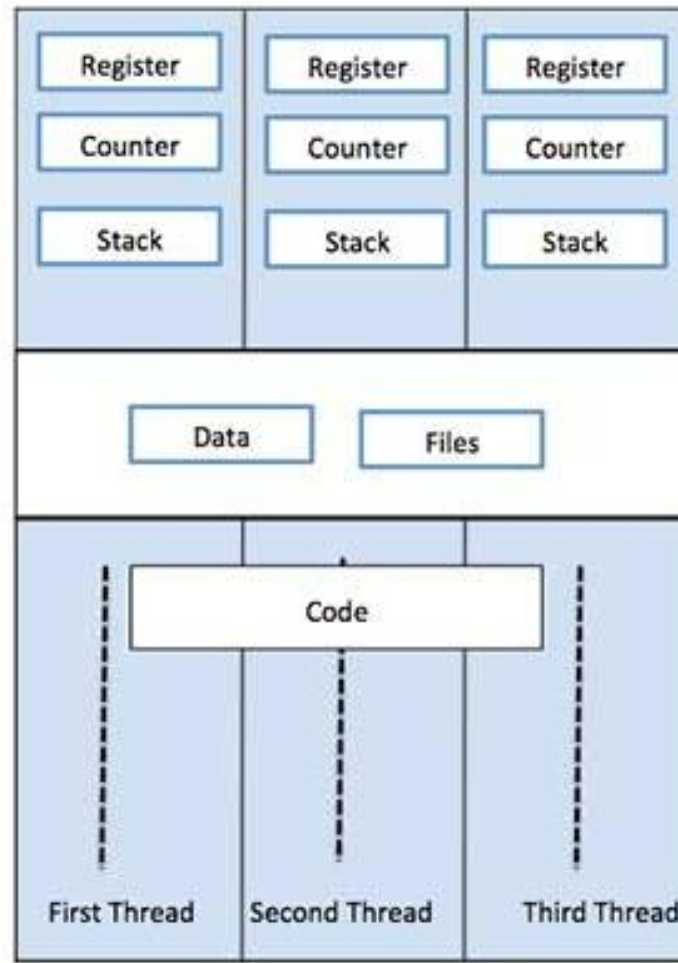 Register Register Register
Counter Counter Counter
Stack Stack Stack
Data Files
Code
First Thread Second Thread Third Thread